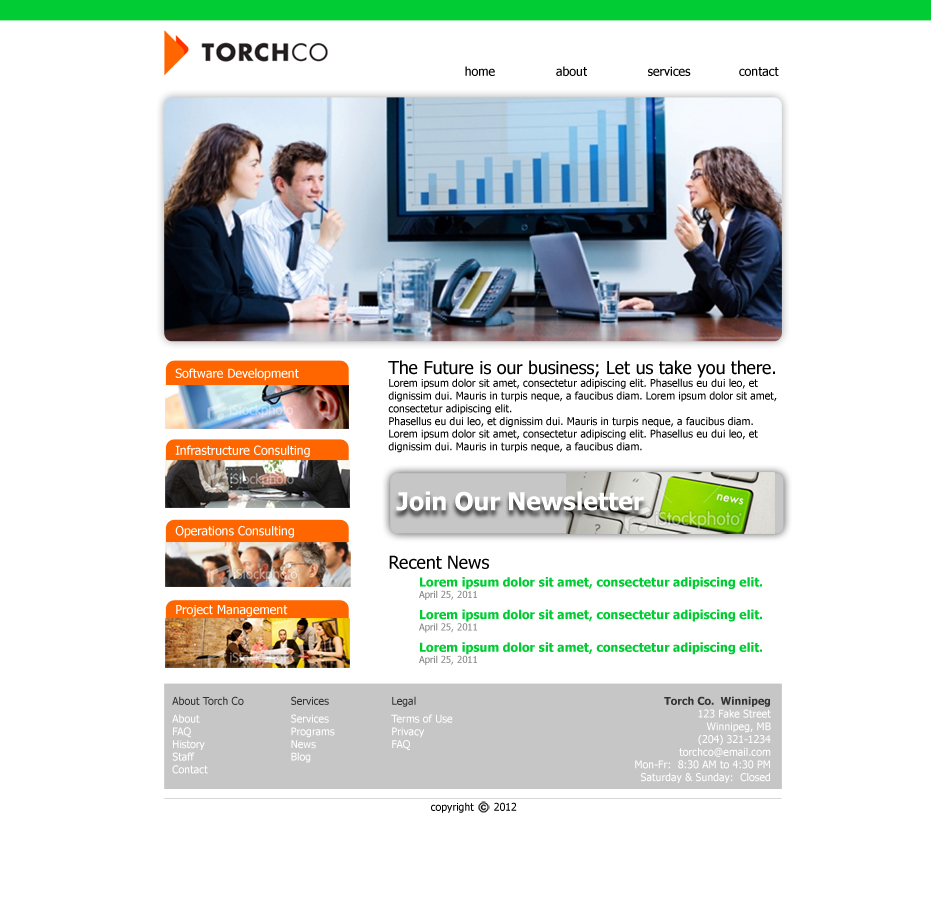 TORCHCO
home about services contact
Software Development
iStockphoto
Infrastructure Consulting
iStockphoto
Operations Consulting
iStockphoto
Project Management
iStockphoto
The Future is our business; Let us take you there.
Lorem ipsum dolor sit amet, consectetur adipiscing elit. Phasellus eu dui leo, et
dignissim dui. Mauris in turpis neque, a faucibus diam. Lorem ipsum dolor sit amet,
consectetur adipiscing elit.
Phasellus eu dui leo, et dignissim dui. Mauris in turpis neque, a faucibus diam.
Lorem ipsum dolor sit amet, consectetur adipiscing elit. Phasellus eu dui leo, et
dignissim dui. Mauris in turpis neque, a faucibus diam.
Join Our Newsletter
news
iStockphoto
Recent News
Lorem ipsum dolor sit amet, consectetur adipiscing elit.
April 25, 2011
Lorem ipsum dolor sit amet, consectetur adipiscing elit.
April 25, 2011
Lorem ipsum dolor sit amet, consectetur adipiscing elit.
April 25, 2011
About Torch Co
About
FAQ
History
Staff
Contact
Services
Services
Programs
News
Blog
Legal
Terms of Use
Privacy
FAQ
Torch Co. Winnipeg
123 Fake Street
Winnipeg, MB
(204) 321-1234
torchco@email.com
Mon-Fr: 8:30 AM to 4:30 PM
Saturday & Sunday: Closed
copyright © 2012